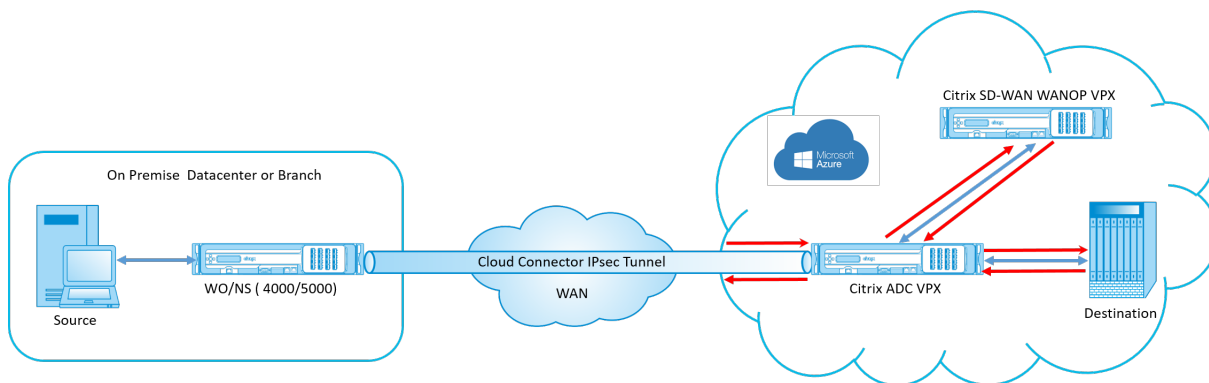 Citrix SD-WAN WANOP VPX
Microsoft
Azure
On Premise Datacenter or Branch
Cloud Connector IPsec Tunnel
WO/NS ( 4000/5000)
WAN
Citrix ADC VPX
Source
Destination